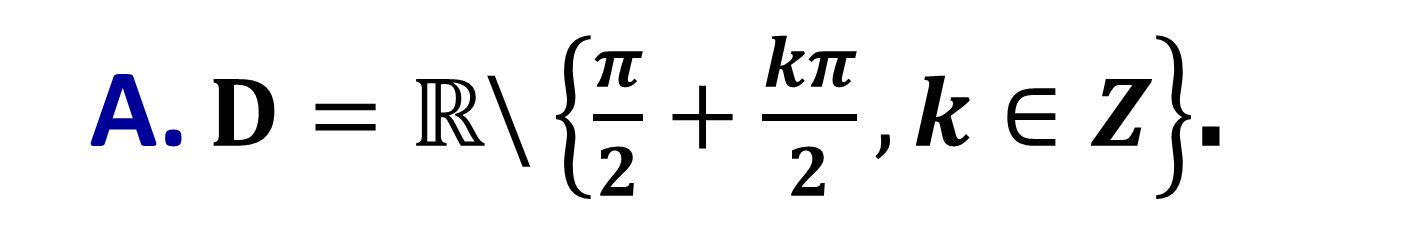 A. D = ℝ\ {π/2 + kπ/2, k ∈ Z}.